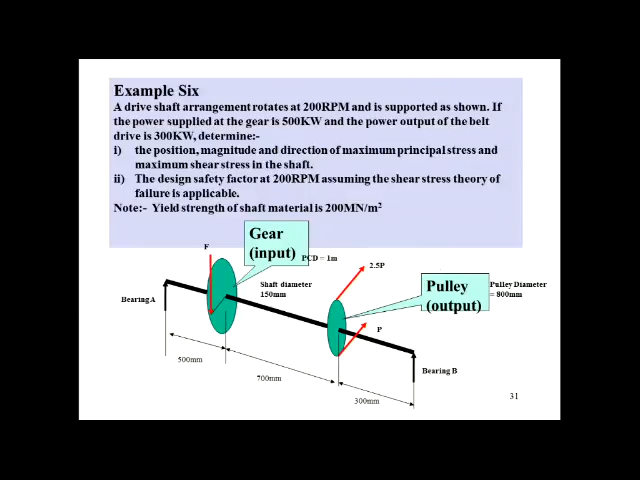 Example Six
A drive shaft arrangement rotates at 200RPM and is supported as shown. If
the power supplied at the gear is 500KW and the power output of the belt
drive is 300KW, determine:-
i) the position, magnitude and direction of maximum principal stress and
maximum shear stress in the shaft.
ii) The design safety factor at 200RPM assuming the shear stress theory of
failure is applicable.
Note:- Yield strength of shaft material is 200MN/m²
F
Gear
(input)
PCD = 1m
2.5P
Shaft diameter
150mm
Pulley
(output)
Pulley Diameter
= 800mm
Bearing A
P
500mm
Bearing B
700mm
300mm
31